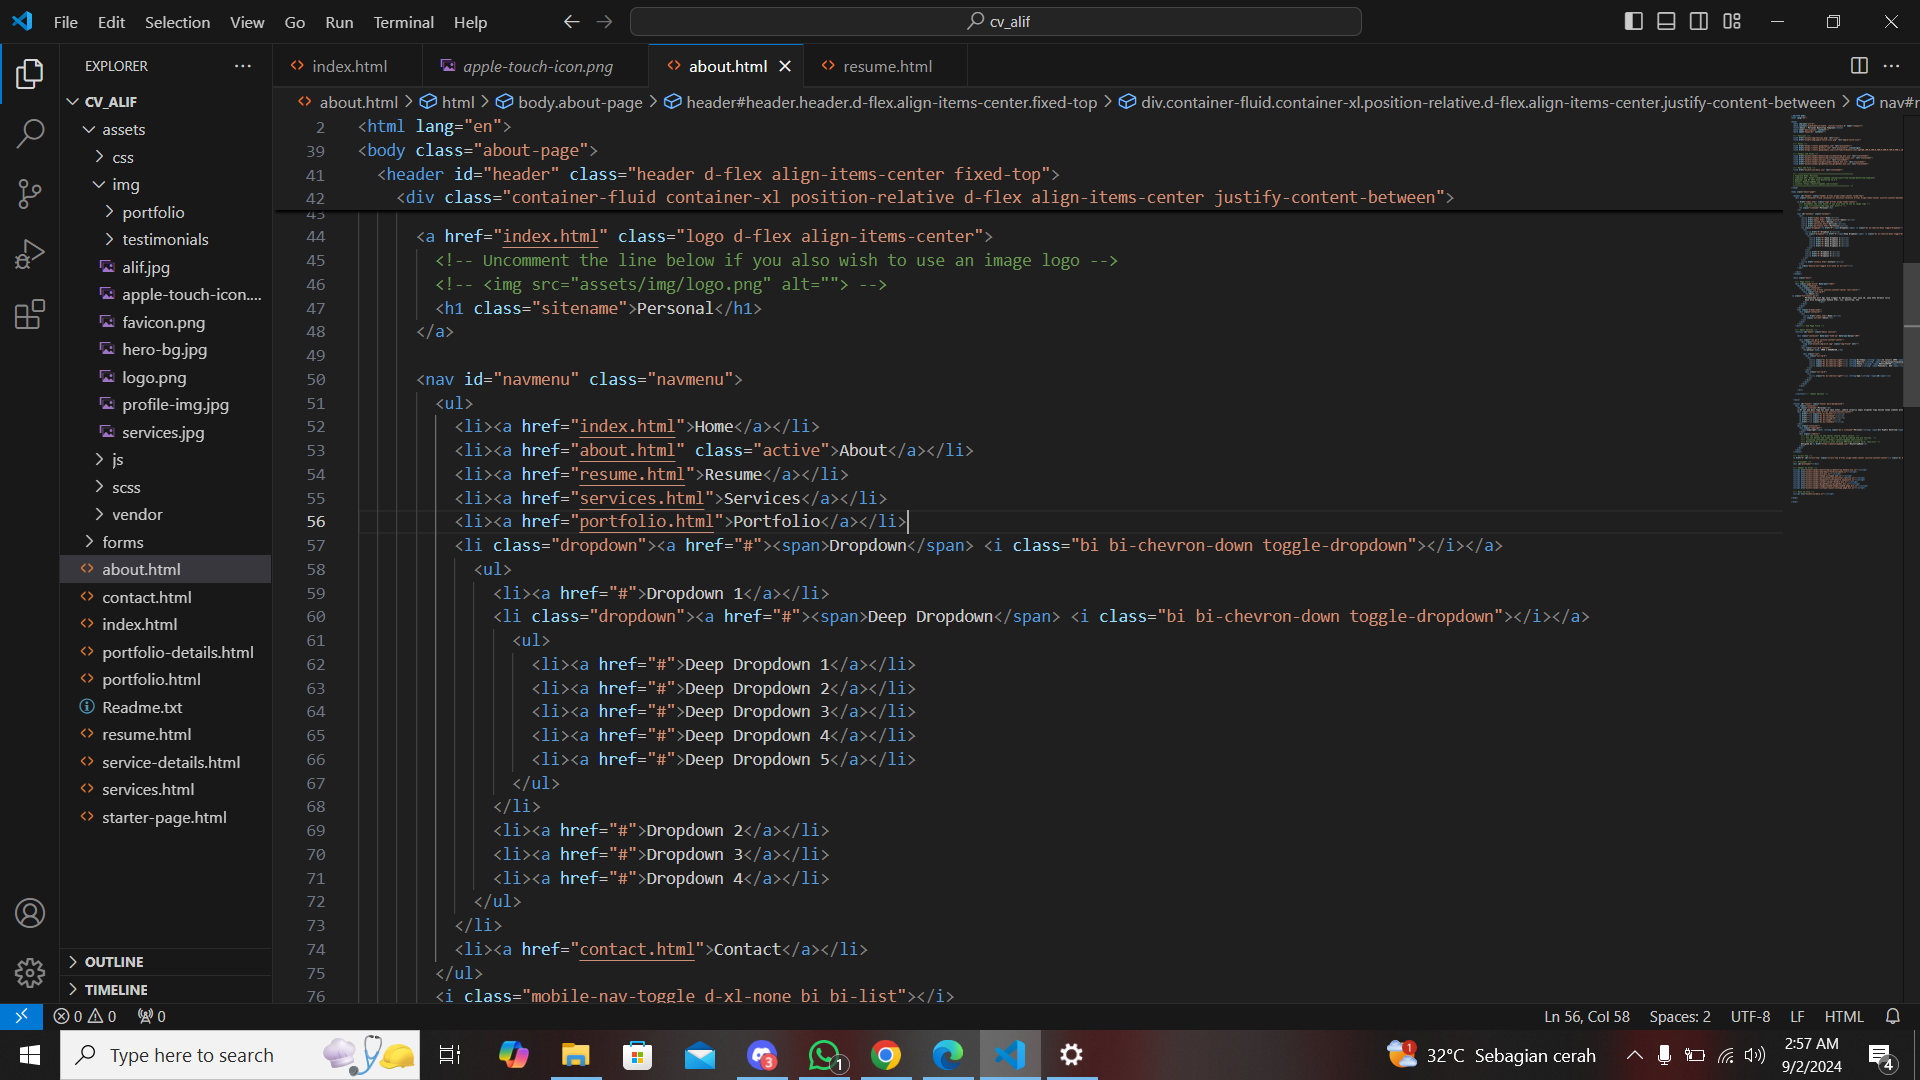 File Edit Selection View Go Run Terminal Help
cv_alif
EXPLORER
index.html
apple-touch-icon.png
about.html
resume.html
CV_ALIF
assets
css
img
portfolio
testimonials
alif.jpg
apple-touch-icon....
favicon.png
hero-bg.jpg
logo.png
profile-img.jpg
services.jpg
js
scss
vendor
forms
about.html
contact.html
index.html
portfolio-details.html
portfolio.html
Readme.txt
resume.html
service-details.html
services.html
starter-page.html
OUTLINE
TIMELINE
about.html > html > body.about-page > header#header.header.d-flex.align-items-center.fixed-top > div.container-fluid.container-xl.position-relative.d-flex.align-items-center.justify-content-between > nav#r
2 <html lang="en">
39 <body class="about-page">
41 <header id="header" class="header d-flex align-items-center fixed-top">
42 <div class="container-fluid container-xl position-relative d-flex align-items-center justify-content-between">
43
44 <a href="index.html" class="logo d-flex align-items-center">
45 <!-- Uncomment the line below if you also wish to use an image logo -->
46 <!-- <img src="assets/img/logo.png" alt=""> -->
47 <h1 class="sitename">Personal</h1>
48 </a>
49
50 <nav id="navmenu" class="navmenu">
51 <ul>
52 <li><a href="index.html">Home</a></li>
53 <li><a href="about.html" class="active">About</a></li>
54 <li><a href="resume.html">Resume</a></li>
55 <li><a href="services.html">Services</a></li>
56 <li><a href="portfolio.html">Portfolio</a></li>
57 <li class="dropdown"><a href="#"><span>Dropdown</span> <i class="bi bi-chevron-down toggle-dropdown"></i></a>
58 <ul>
59 <li><a href="#">Dropdown 1</a></li>
60 <li class="dropdown"><a href="#"><span>Deep Dropdown</span> <i class="bi bi-chevron-down toggle-dropdown"></i></a>
61 <ul>
62 <li><a href="#">Deep Dropdown 1</a></li>
63 <li><a href="#">Deep Dropdown 2</a></li>
64 <li><a href="#">Deep Dropdown 3</a></li>
65 <li><a href="#">Deep Dropdown 4</a></li>
66 <li><a href="#">Deep Dropdown 5</a></li>
67 </ul>
68 </li>
69 <li><a href="#">Dropdown 2</a></li>
70 <li><a href="#">Dropdown 3</a></li>
71 <li><a href="#">Dropdown 4</a></li>
72 </ul>
73 </li>
74 <li><a href="contact.html">Contact</a></li>
75 </ul>
76 <i class="mobile-nav-toggle d-xl-none bi bi-list"></i>
0 0 0
Ln 56, Col 58 Spaces: 2 UTF-8 LF HTML
Type here to search
3
1
1
32°C Sebagian cerah
2:57 AM
9/2/2024
4